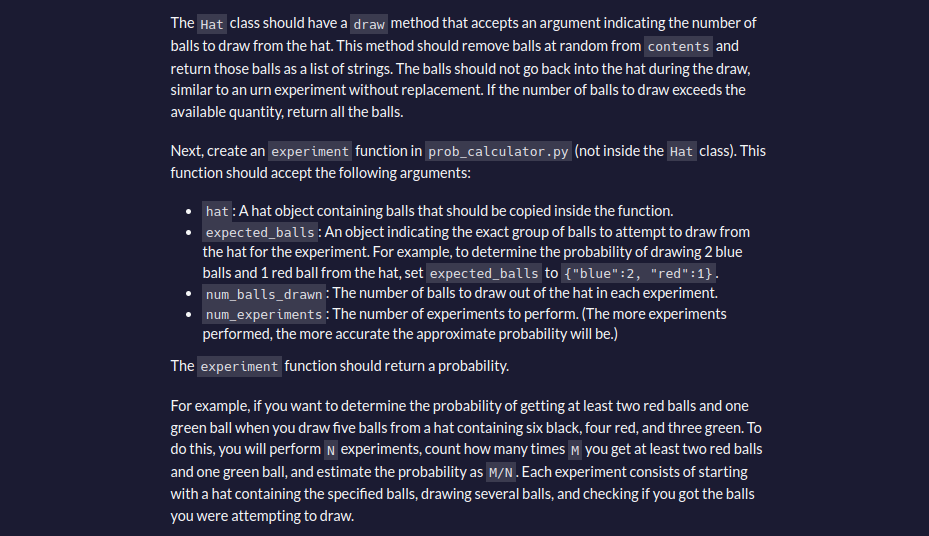 The Hat class should have a draw method that accepts an argument indicating the number of
balls to draw from the hat. This method should remove balls at random from contents and
return those balls as a list of strings. The balls should not go back into the hat during the draw,
similar to an urn experiment without replacement. If the number of balls to draw exceeds the
available quantity, return all the balls.
Next, create an experiment function in prob_calculator.py (not inside the Hat class). This
function should accept the following arguments:
• hat: A hat object containing balls that should be copied inside the function.
• expected_balls: An object indicating the exact group of balls to attempt to draw from
the hat for the experiment. For example, to determine the probability of drawing 2 blue
balls and 1 red ball from the hat, set expected_balls to {"blue":2, "red":1}.
• num_balls_drawn: The number of balls to draw out of the hat in each experiment.
• num_experiments: The number of experiments to perform. (The more experiments
performed, the more accurate the approximate probability will be.)
The experiment function should return a probability.
For example, if you want to determine the probability of getting at least two red balls and one
green ball when you draw five balls from a hat containing six black, four red, and three green. To
do this, you will perform N experiments, count how many times M you get at least two red balls
and one green ball, and estimate the probability as M/N. Each experiment consists of starting
with a hat containing the specified balls, drawing several balls, and checking if you got the balls
you were attempting to draw.